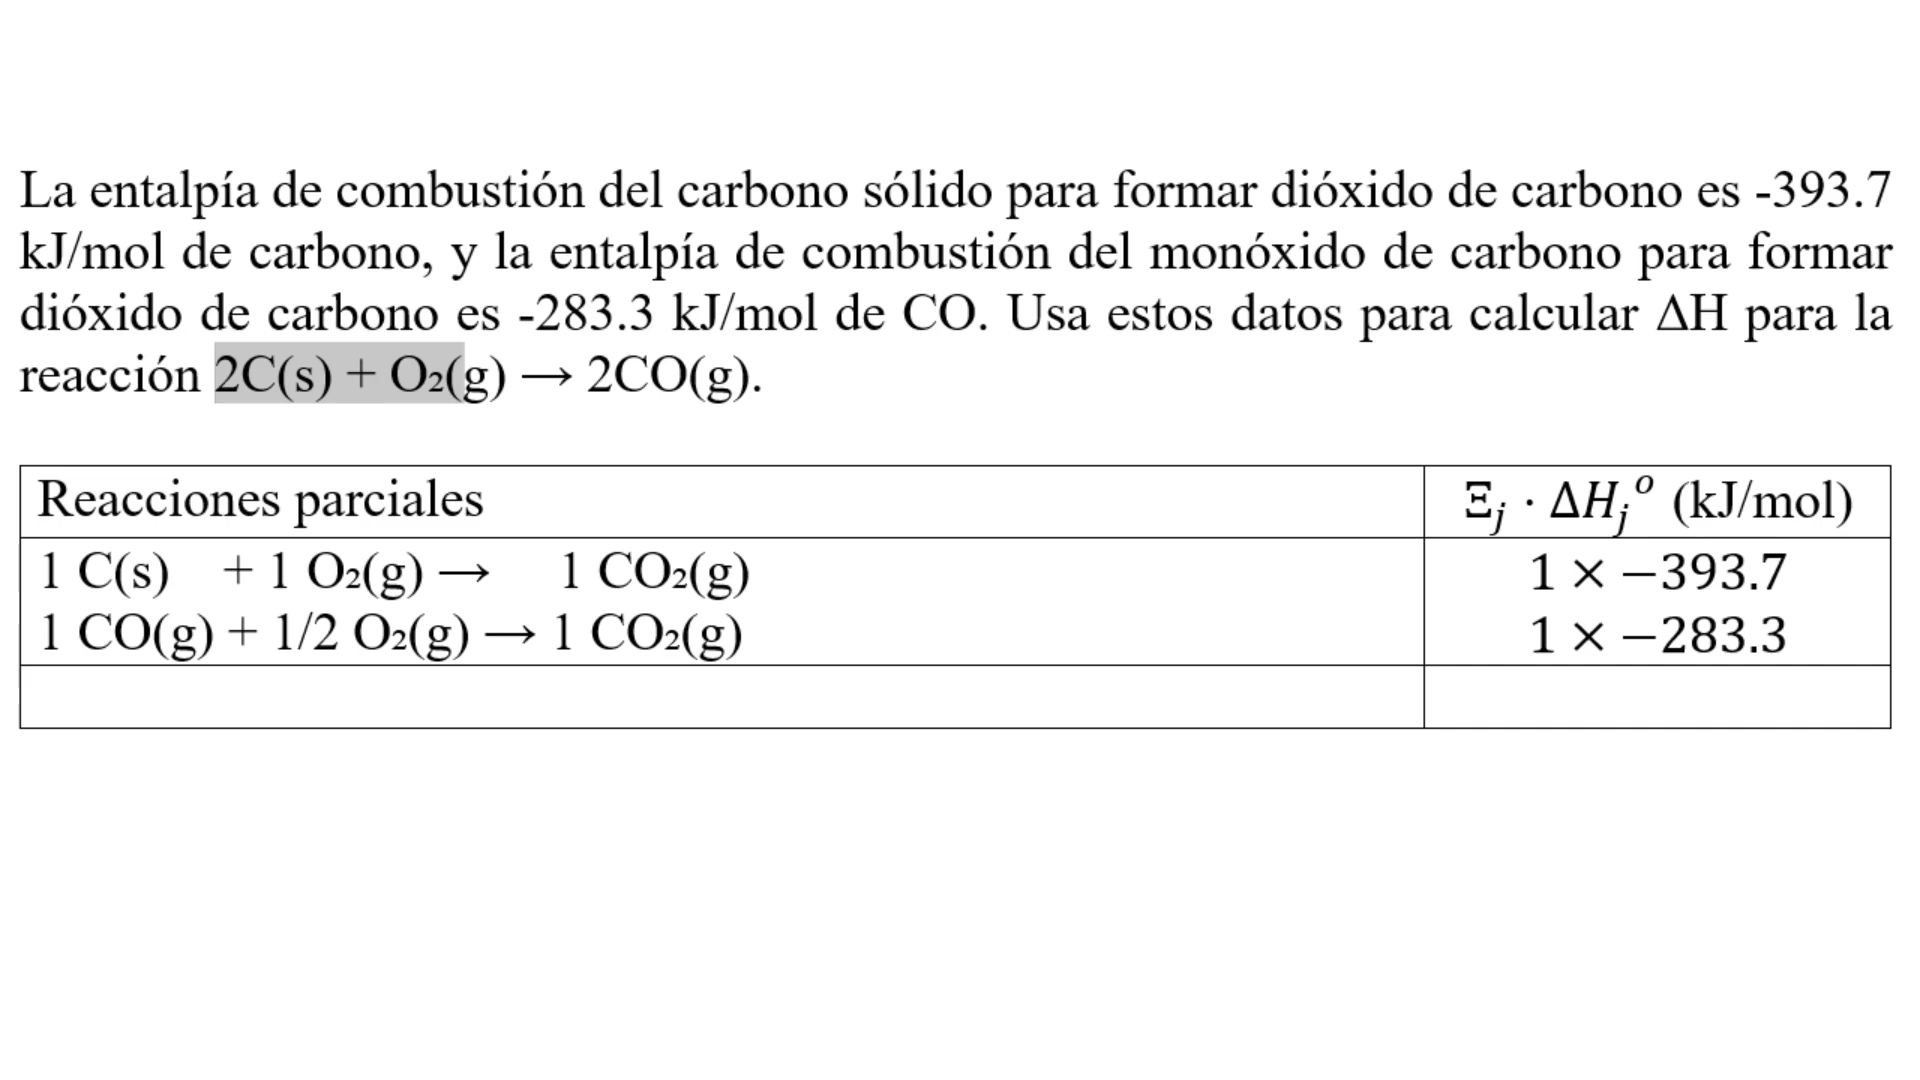 La entalpía de combustión del carbono sólido para formar dióxido de carbono es -393.7
kJ/mol de carbono, y la entalpía de combustión del monóxido de carbono para formar
dióxido de carbono es -283.3 kJ/mol de CO. Usa estos datos para calcular ΔH para la
reacción 2C(s) + O₂(g) → 2CO(g).
Reacciones parciales Ξⱼ · ΔHⱼ° (kJ/mol)
1 C(s) + 1 O₂(g) → 1 CO₂(g) 1 × −393.7
1 CO(g) + 1/2 O₂(g) → 1 CO₂(g) 1 × −283.3